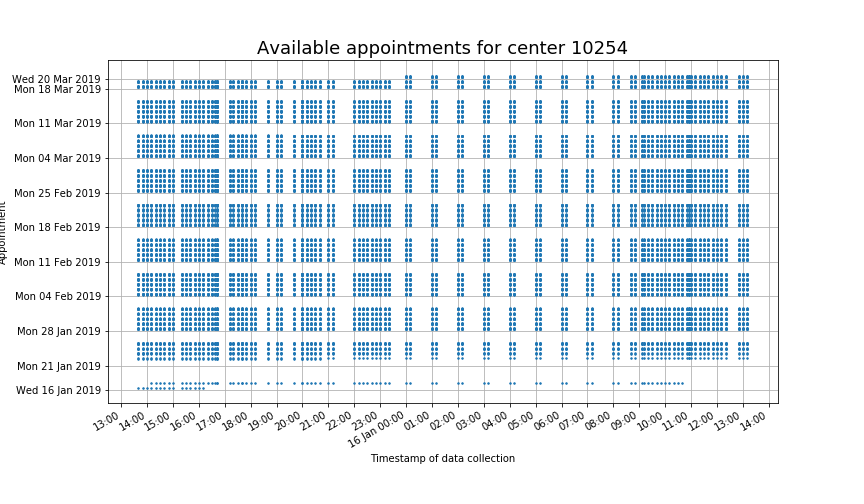 Available appointments for center 10254
Wed 20 Mar 2019
Mon 18 Mar 2019
Mon 11 Mar 2019
Mon 04 Mar 2019
Mon 25 Feb 2019
Mon 18 Feb 2019
Mon 11 Feb 2019
Mon 04 Feb 2019
Mon 28 Jan 2019
Mon 21 Jan 2019
Wed 16 Jan 2019
Appointment
13:00 14:00 15:00 16:00 17:00 18:00 19:00 20:00 21:00 22:00 23:00 16 Jan 00:00 01:00 02:00 03:00 04:00 05:00 06:00 07:00 08:00 09:00 10:00 11:00 12:00 13:00 14:00
Timestamp of data collection